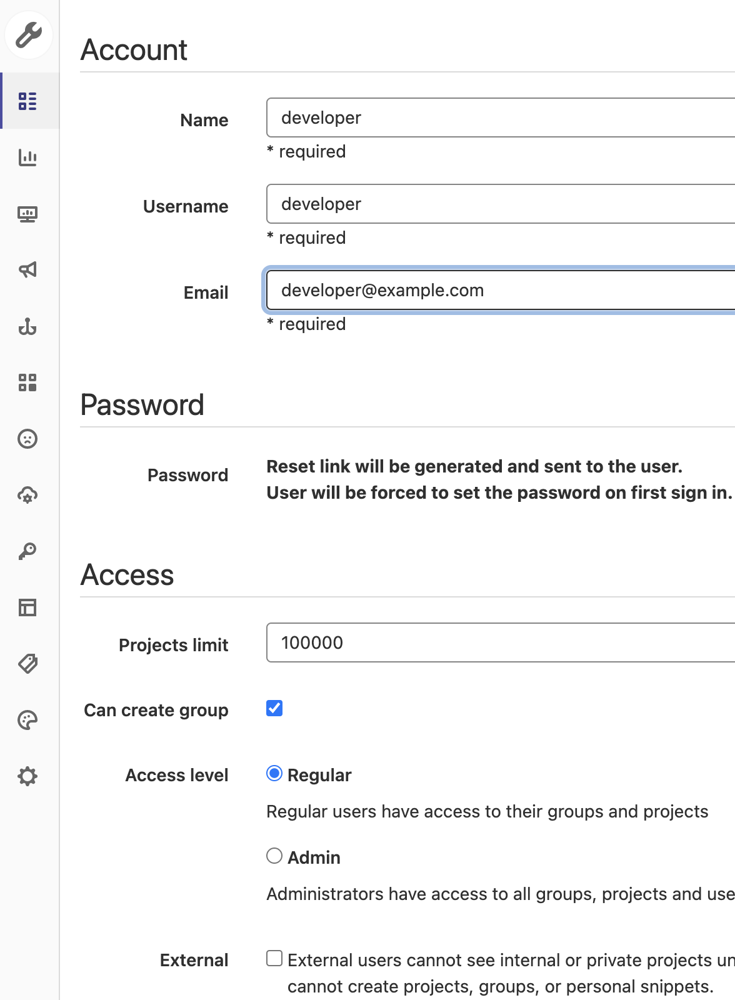 Account
Name
developer
* required
Username
developer
* required
Email
developer@example.com
* required
Password
Password
Reset link will be generated and sent to the user.
User will be forced to set the password on first sign in.
Access
Projects limit
100000
Can create group
Access level
Regular
Regular users have access to their groups and projects
Admin
Administrators have access to all groups, projects and use
External
External users cannot see internal or private projects un
cannot create projects, groups, or personal snippets.